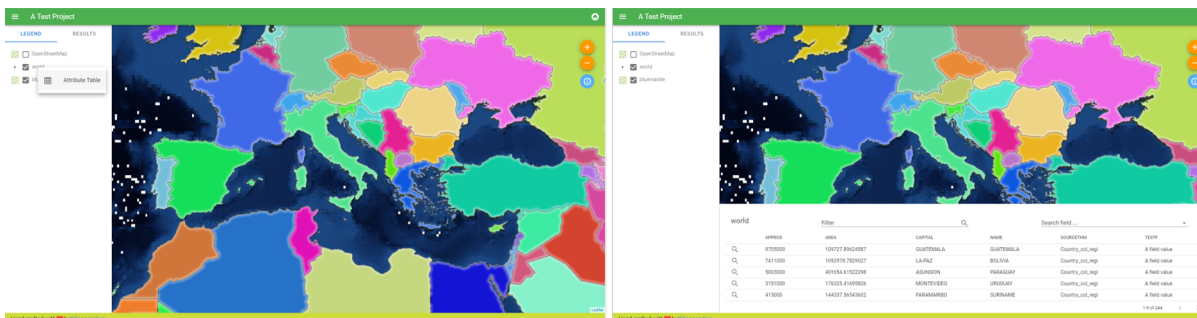 A Test Project
LEGEND RESULTS
OpenStreetMap
world
Attribute Table
Leaflet
A Test Project
LEGEND RESULTS
OpenStreetMap
world
bluemarble
world Filter Search field ...
APPROX AREA CAPITAL NAME SOURCETHM TESTF
9705000 109727.89624587 GUATEMALA GUATEMALA Country_col_regi A field value
7411000 1092978.7829027 LA PAZ BOLIVIA Country_col_regi A field value
5003000 401654.61522398 ASUNSION PARAGUAY Country_col_regi A field value
3151000 176325.41695826 MONTEVIDEO URUGUAY Country_col_regi A field value
413000 144337.56543602 PARAMARIBO SURINAME Country_col_regi A field value
1-5 of 244